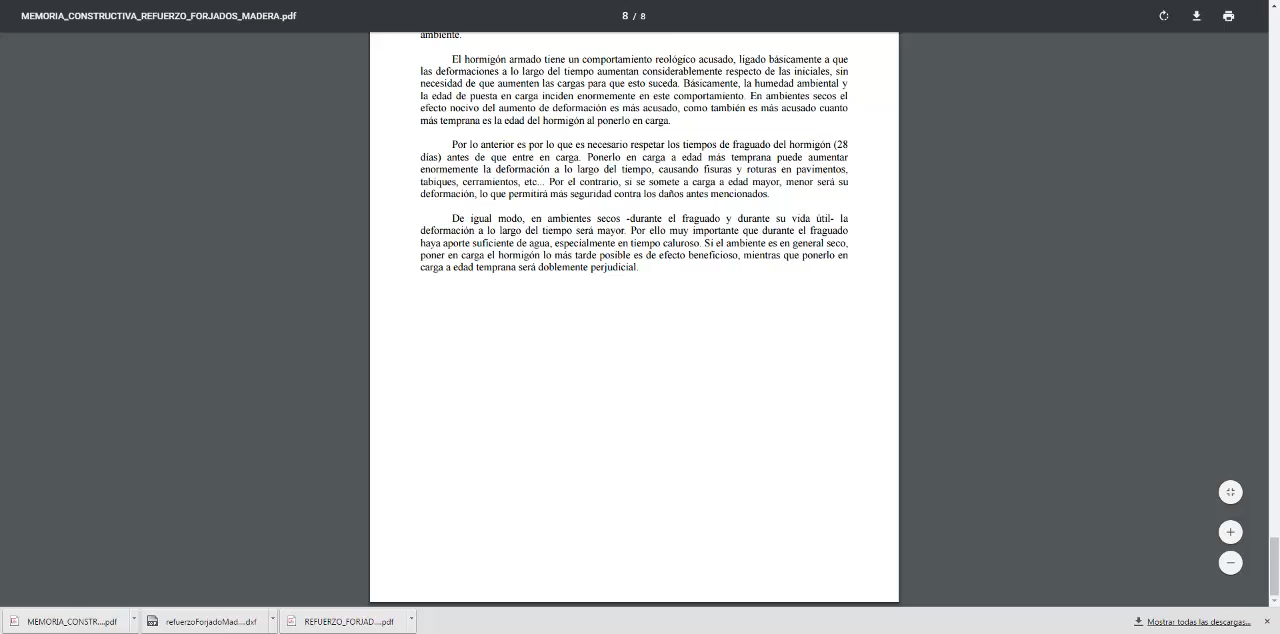 MEMORIA_CONSTRUCTIVA_REFUERZO_FORJADOS_MADERA.pdf
8 / 8
ambiente.
El hormigón armado tiene un comportamiento reológico acusado, ligado básicamente a que
las deformaciones a lo largo del tiempo aumentan considerablemente respecto de las iniciales, sin
necesidad de que aumenten las cargas para que esto suceda. Básicamente, la humedad ambiental y
la edad de puesta en carga inciden enormemente en este comportamiento. En ambientes secos el
efecto nocivo del aumento de deformación es más acusado, como también es más acusado cuanto
más temprana es la edad del hormigón al ponerlo en carga.
Por lo anterior es por lo que es necesario respetar los tiempos de fraguado del hormigón (28
días) antes de que entre en carga. Ponerlo en carga a edad más temprana puede aumentar
enormemente la deformación a lo largo del tiempo, causando fisuras y roturas en pavimentos,
tabiques, cerramientos, etc... Por el contrario, si se somete a carga a edad mayor, menor será su
deformación, lo que permitirá más seguridad contra los daños antes mencionados.
De igual modo, en ambientes secos -durante el fraguado y durante su vida útil- la
deformación a lo largo del tiempo será mayor. Por ello muy importante que durante el fraguado
haya aporte suficiente de agua, especialmente en tiempo caluroso. Si el ambiente es en general seco,
poner en carga el hormigón lo más tarde posible es de efecto beneficioso, mientras que ponerlo en
carga a edad temprana será doblemente perjudicial.
MEMORIA_CONSTR....pdf
refuerzoForjadoMad....dxf
REFUERZO_FORJAD....pdf
Mostrar todas las descargas...